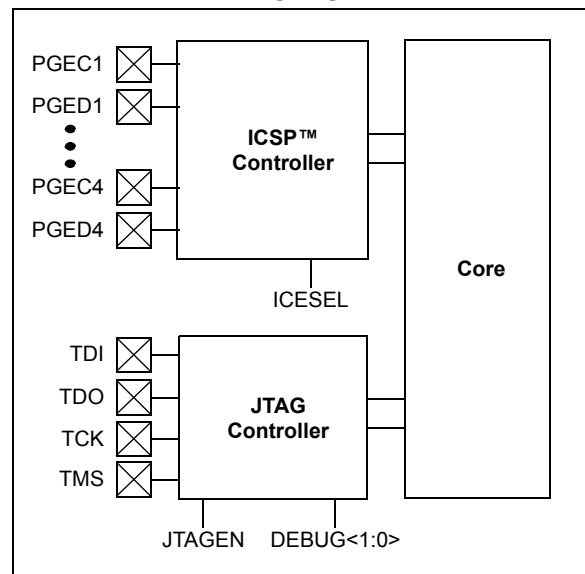 PGEC1
PGED1
PGEC4
PGED4
ICSP™
Controller
ICESEL
Core
TDI
TDO
TCK
TMS
JTAG
Controller
JTAGEN DEBUG<1:0>